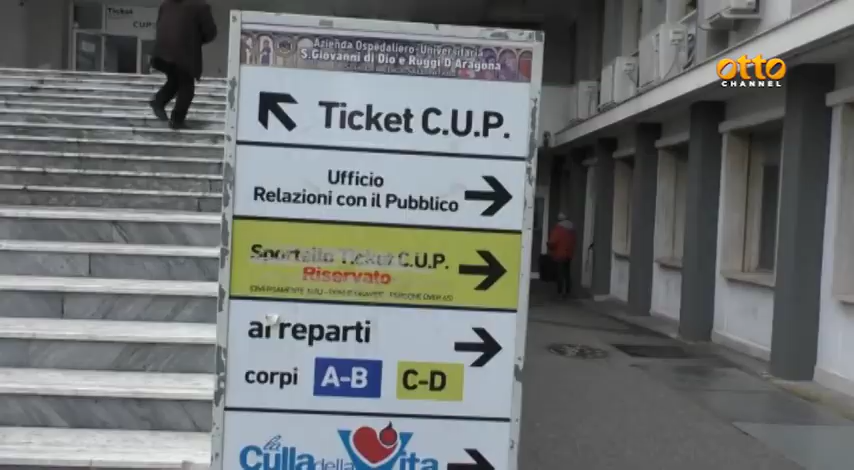 Ticket
CUP
otto
CHANNEL
Azienda Ospedaliero-Universitaria
S.Giovanni di Dio e Ruggi D'Aragona
Ticket C.U.P.
Ufficio
Relazioni con il Pubblico
Sportello Ticket C.U.P.
Riservato
ai reparti
corpi A-B C-D
la
Culla della Vita